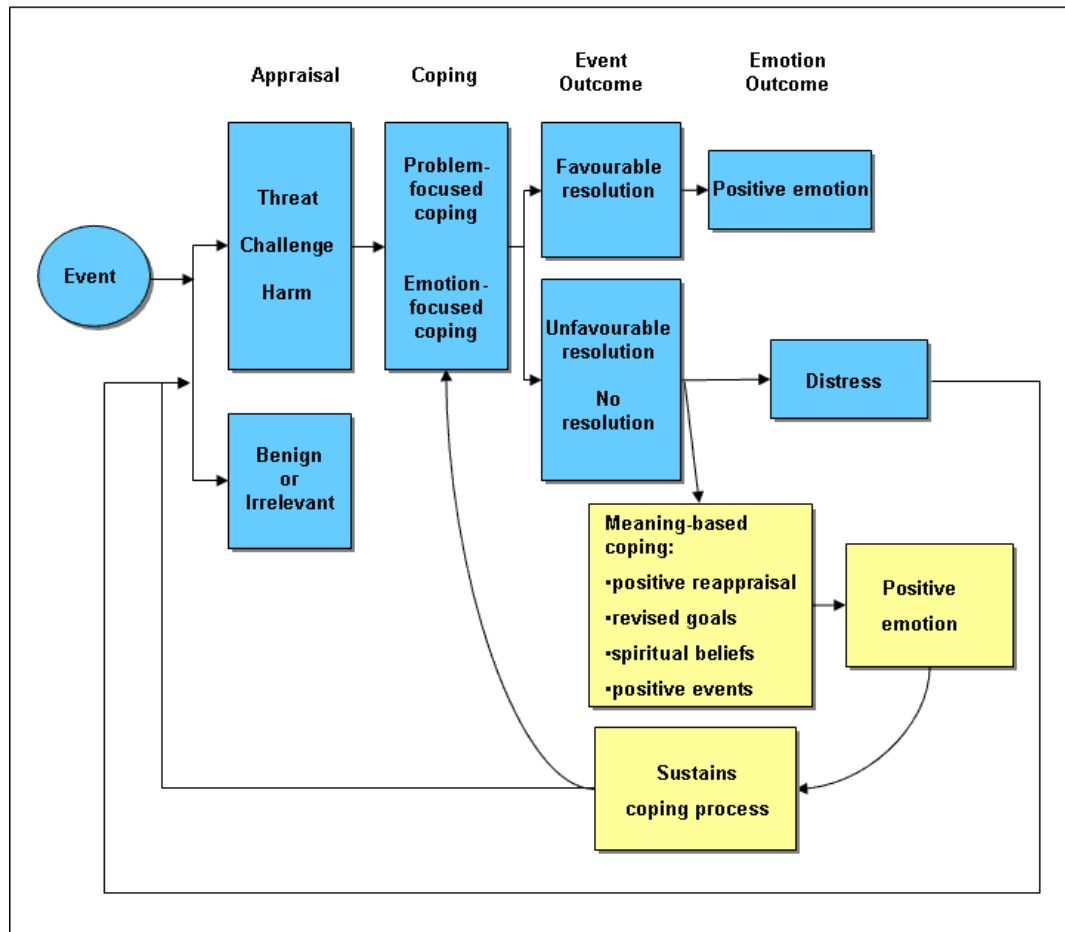 Appraisal
Coping
Event
Outcome
Emotion
Outcome
Event
Threat
Challenge
Harm
Benign
or
Irrelevant
Problem-
focused
coping
Emotion-
focused
coping
Favourable
resolution
Unfavourable
resolution
No
resolution
Positive emotion
Distress
Meaning-based
coping:
•positive reappraisal
•revised goals
•spiritual beliefs
•positive events
Positive
emotion
Sustains
coping process